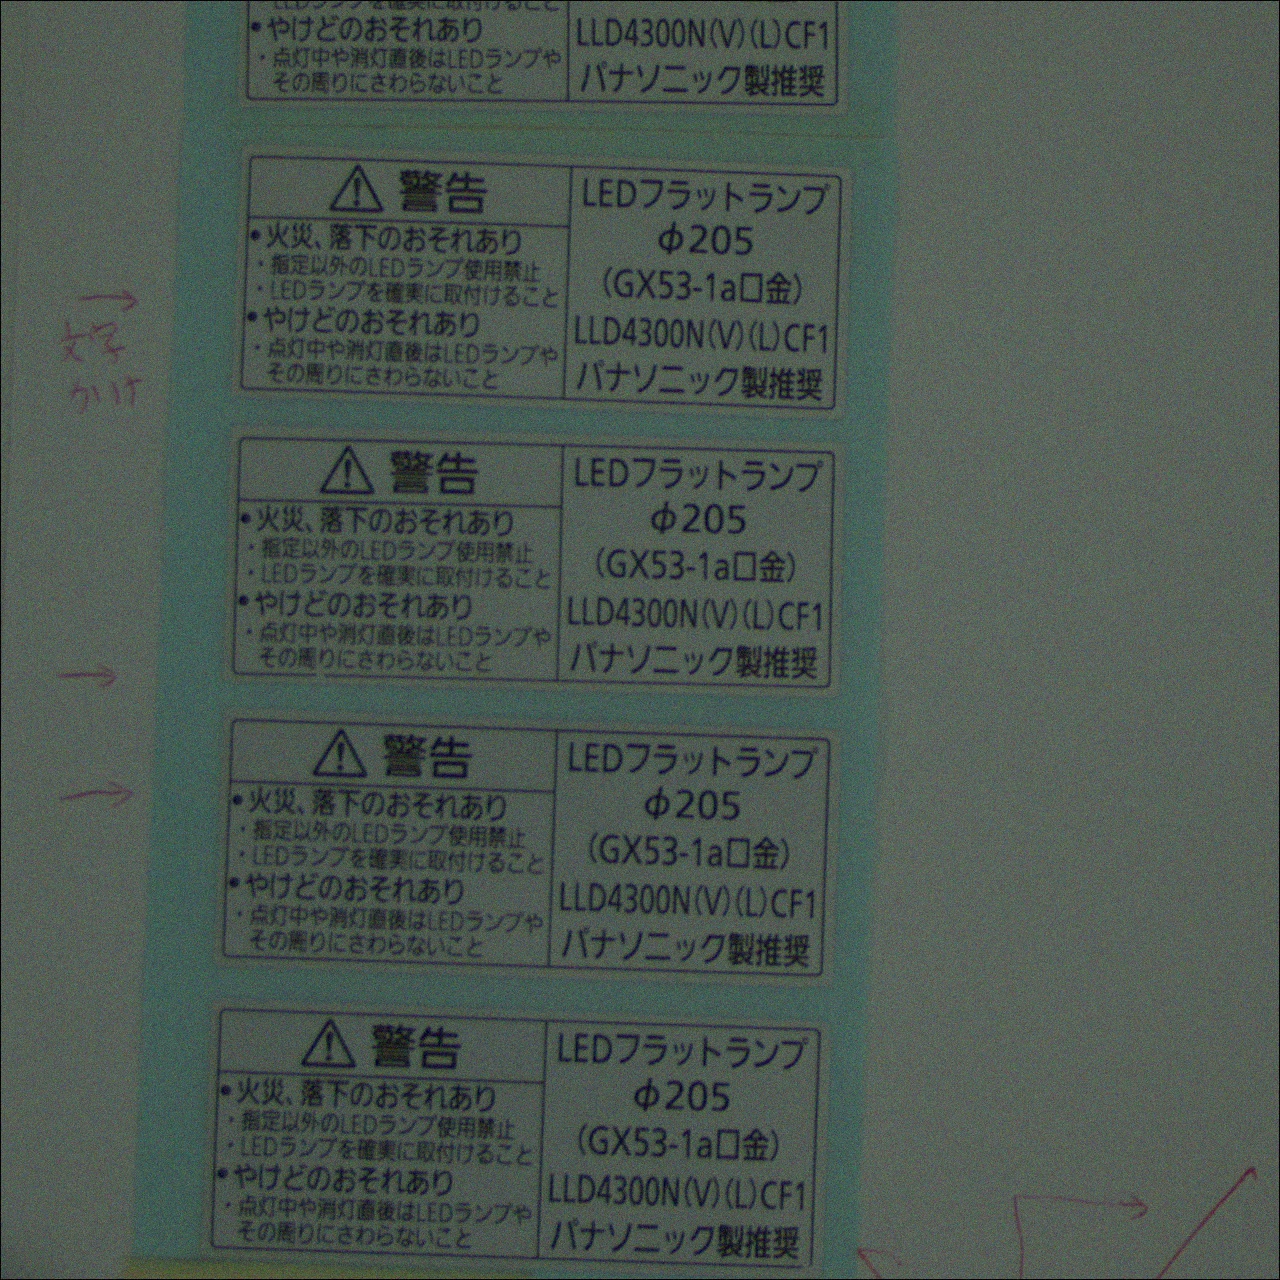 LEDランプを確実に取付けること
• やけどのおそれあり
・点灯中や消灯直後はLEDランプや
その周りにさわらないこと
LLD4300N(V)(L)CF1
パナソニック製推奨
警告
• 火災、落下のおそれあり
・指定以外のLEDランプ使用禁止
・LEDランプを確実に取付けること
• やけどのおそれあり
・点灯中や消灯直後はLEDランプや
その周りにさわらないこと
LEDフラットランプ
Φ205
(GX53-1a口金)
LLD4300N(V)(L)CF1
パナソニック製推奨
文字
かけ
警告
• 火災、落下のおそれあり
・指定以外のLEDランプ使用禁止
・LEDランプを確実に取付けること
• やけどのおそれあり
・点灯中や消灯直後はLEDランプや
その周りにさわらないこと
LEDフラットランプ
Φ205
(GX53-1a口金)
LLD4300N(V)(L)CF1
パナソニック製推奨
警告
• 火災、落下のおそれあり
・指定以外のLEDランプ使用禁止
・LEDランプを確実に取付けること
• やけどのおそれあり
・点灯中や消灯直後はLEDランプや
その周りにさわらないこと
LEDフラットランプ
Φ205
(GX53-1a口金)
LLD4300N(V)(L)CF1
パナソニック製推奨
警告
• 火災、落下のおそれあり
・指定以外のLEDランプ使用禁止
・LEDランプを確実に取付けること
• やけどのおそれあり
・点灯中や消灯直後はLEDランプや
その周りにさわらないこと
LEDフラットランプ
Φ205
(GX53-1a口金)
LLD4300N(V)(L)CF1
パナソニック製推奨